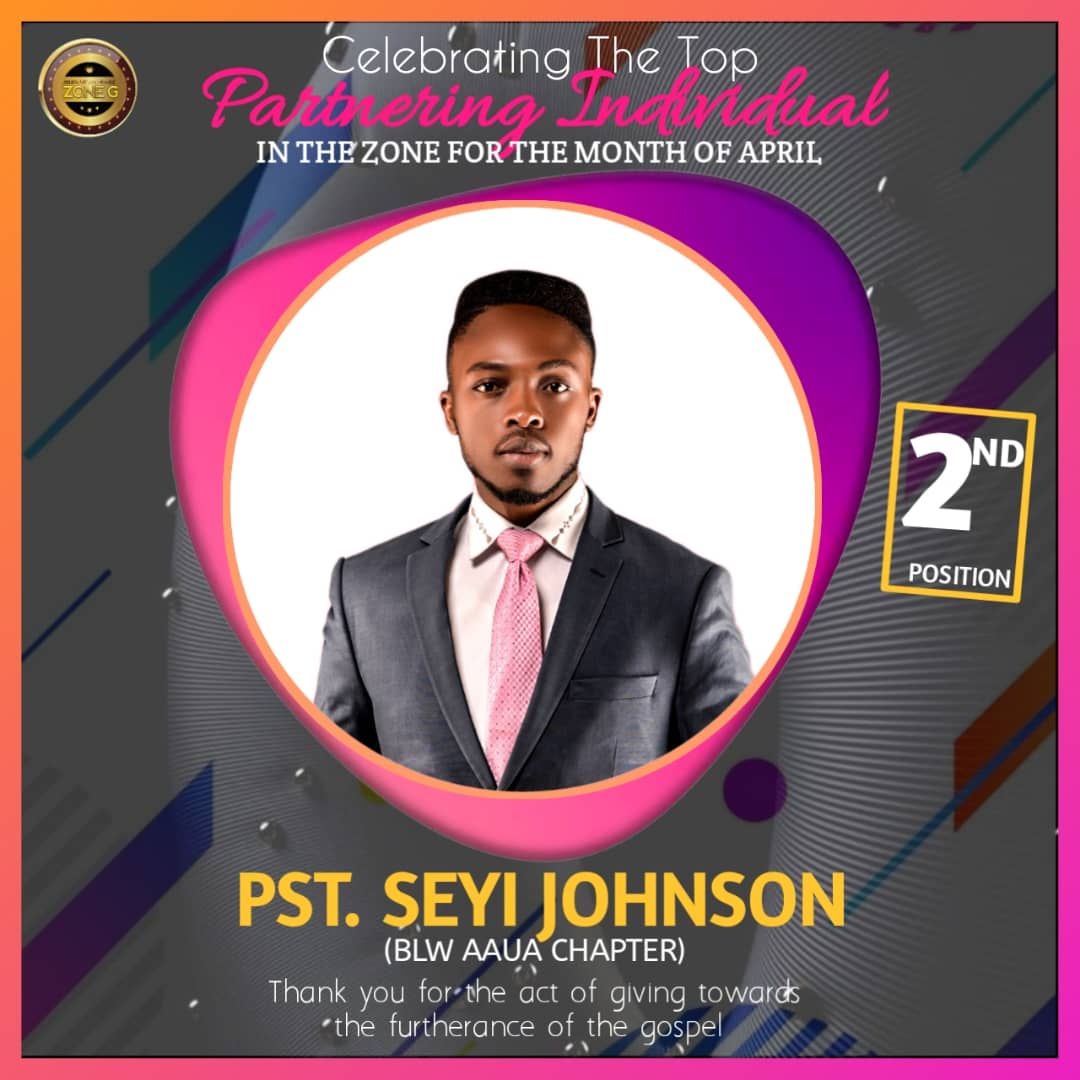 ZONE G
Celebrating The Top
Partnering Individual
IN THE ZONE FOR THE MONTH OF APRIL
2ND
POSITION
PST. SEYI JOHNSON
(BLW AAUA CHAPTER)
Thank you for the act of giving towards
the furtherance of the gospel